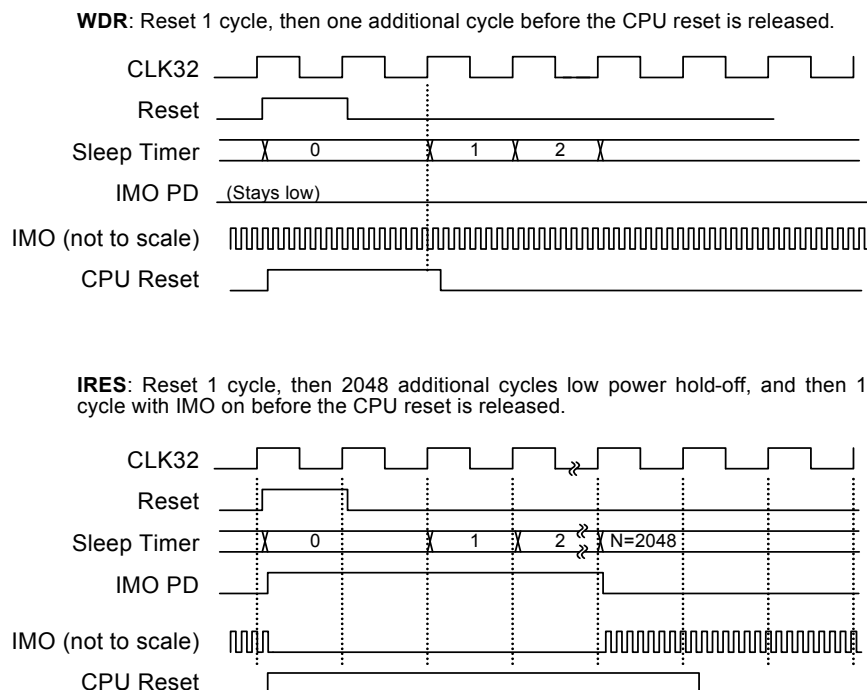 WDR: Reset 1 cycle, then one additional cycle before the CPU reset is released.
CLK32
Reset
Sleep Timer 0 1 2
IMO PD (Stays low)
IMO (not to scale)
CPU Reset
IRES: Reset 1 cycle, then 2048 additional cycles low power hold-off, and then 1
cycle with IMO on before the CPU reset is released.
CLK32
Reset
Sleep Timer 0 1 2 N=2048
IMO PD
IMO (not to scale)
CPU Reset